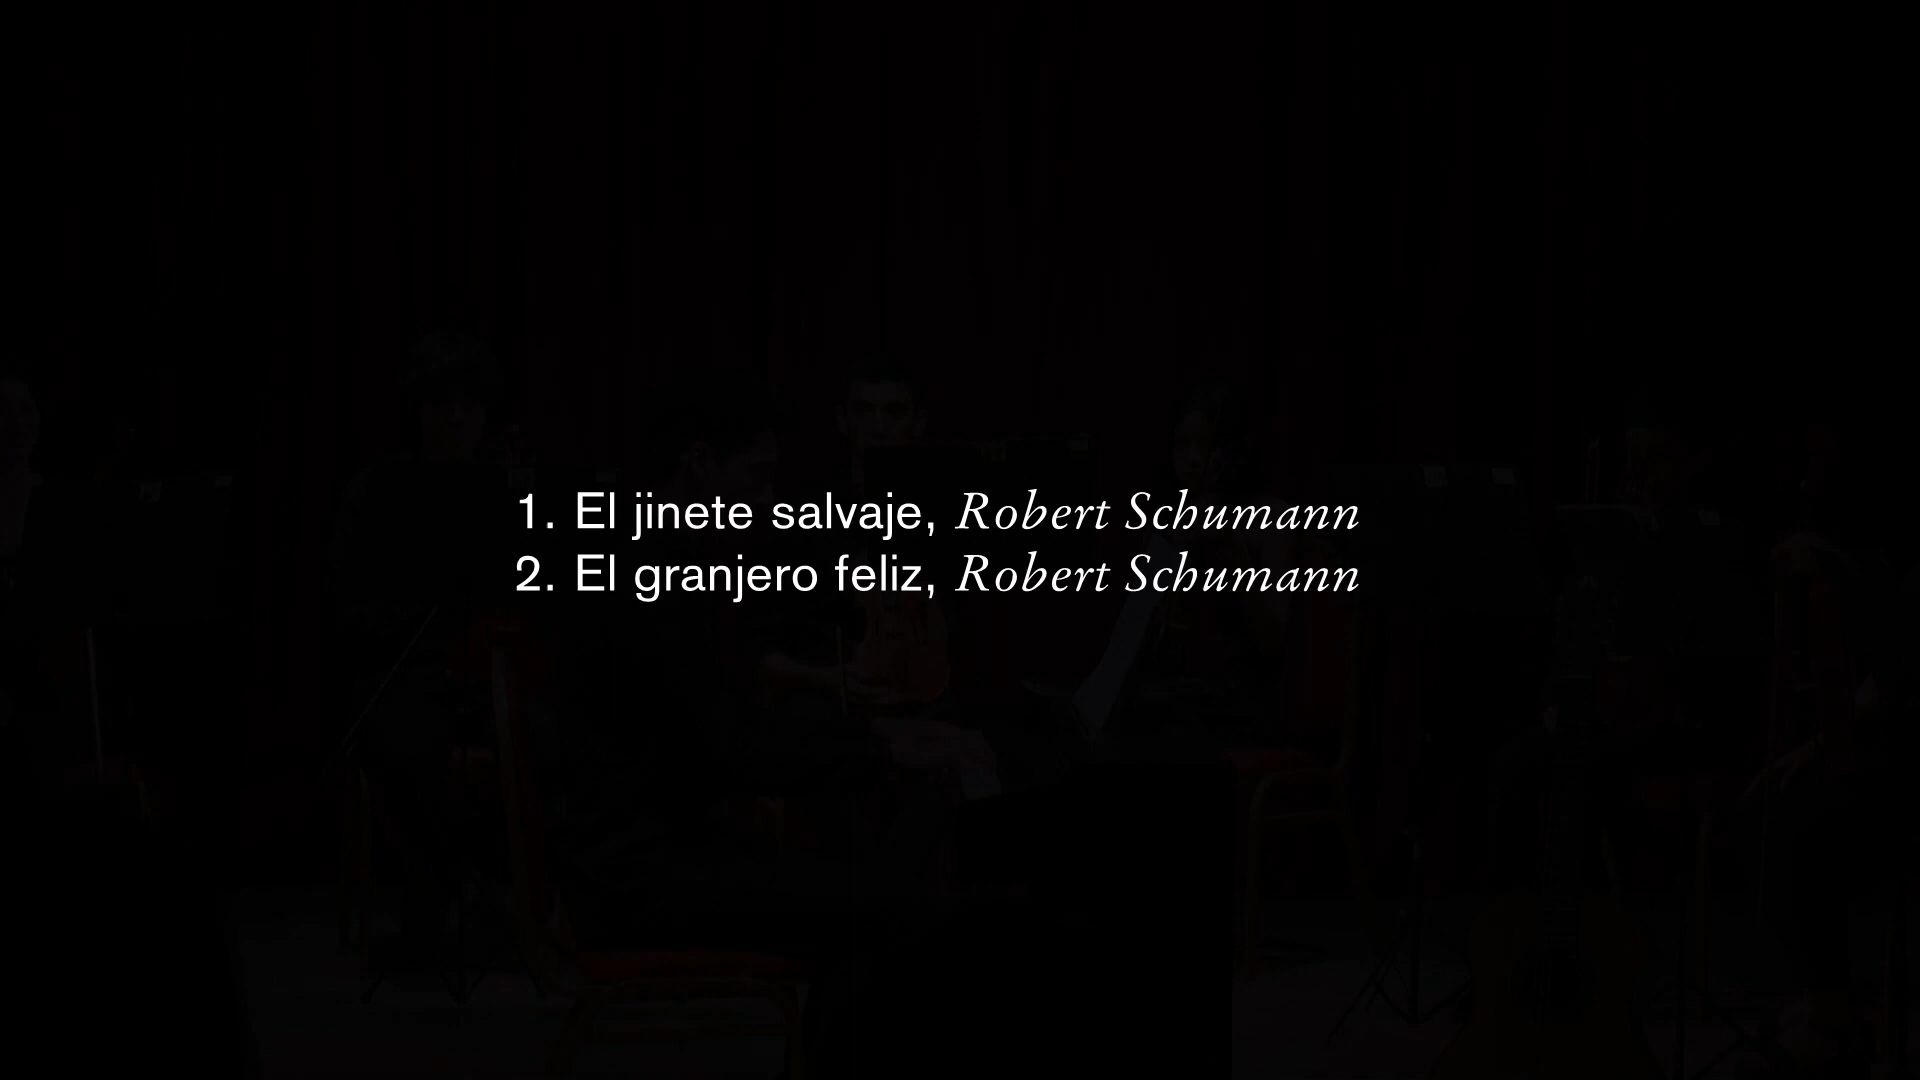 1. El jinete salvaje, Robert Schumann
2. El granjero feliz, Robert Schumann